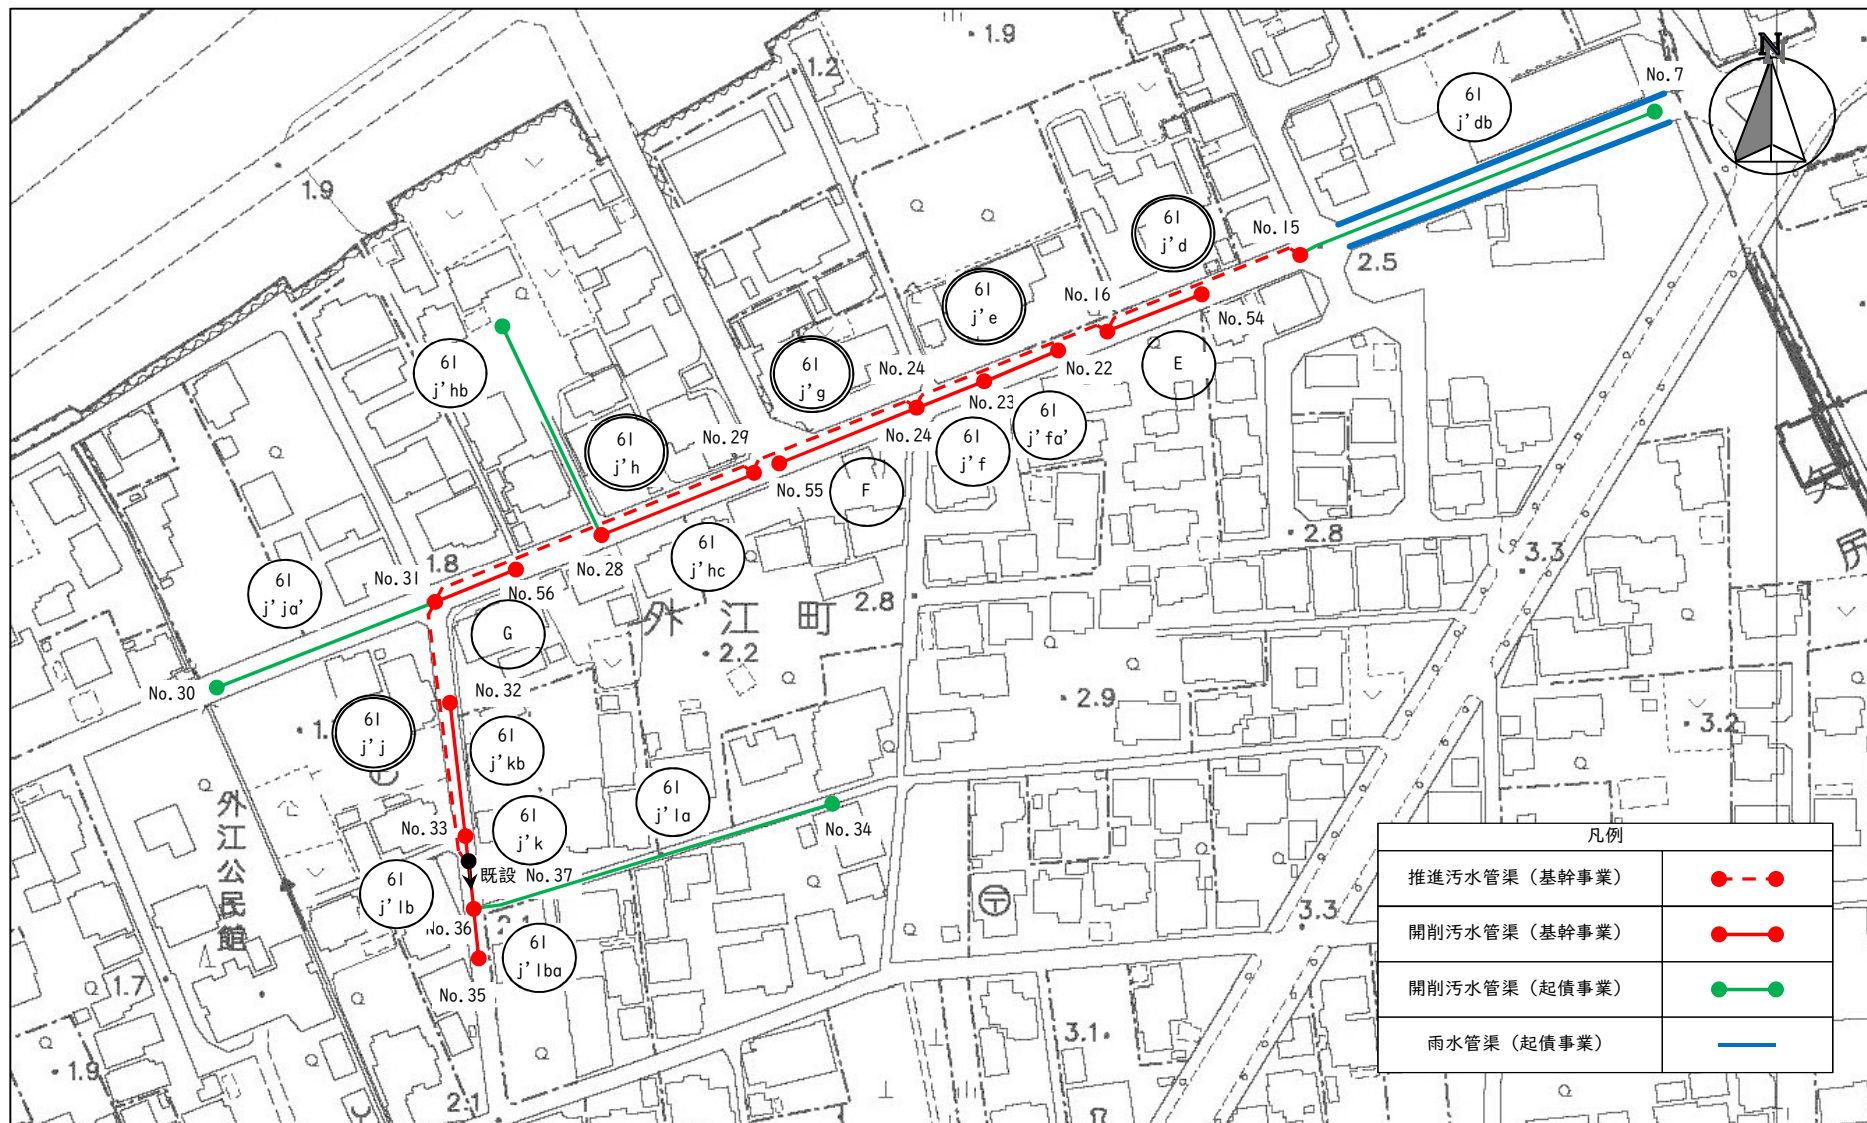 1.9
1.2
No.7
N
61
j'db
1.9
61
j'd
No.15
2.5
61
j'e
No.16
No.54
61
j'hb
61
j'g
No.24
No.22
E
No.23
61
j'fa'
61
j'h
No.29
No.24
61
j'f
No.55
F
2.8
3.3
1.8
No.31
No.28
61
j'hc
61
j'ja'
No.56
2.8
外江町
G
2.2
No.30
No.32
2.9
3.2
61
j'j
61
j'kb
61
j'la
No.33
61
j'k
No.34
外江公民館
既設
No.37
61
j'lb
2.1
No.36
〒
3.3
61
j'lba
1.7
No.35
3.1
1.9
2.1
凡例
推進汚水管渠（基幹事業）
開削汚水管渠（基幹事業）
開削汚水管渠（起債事業）
雨水管渠（起債事業）